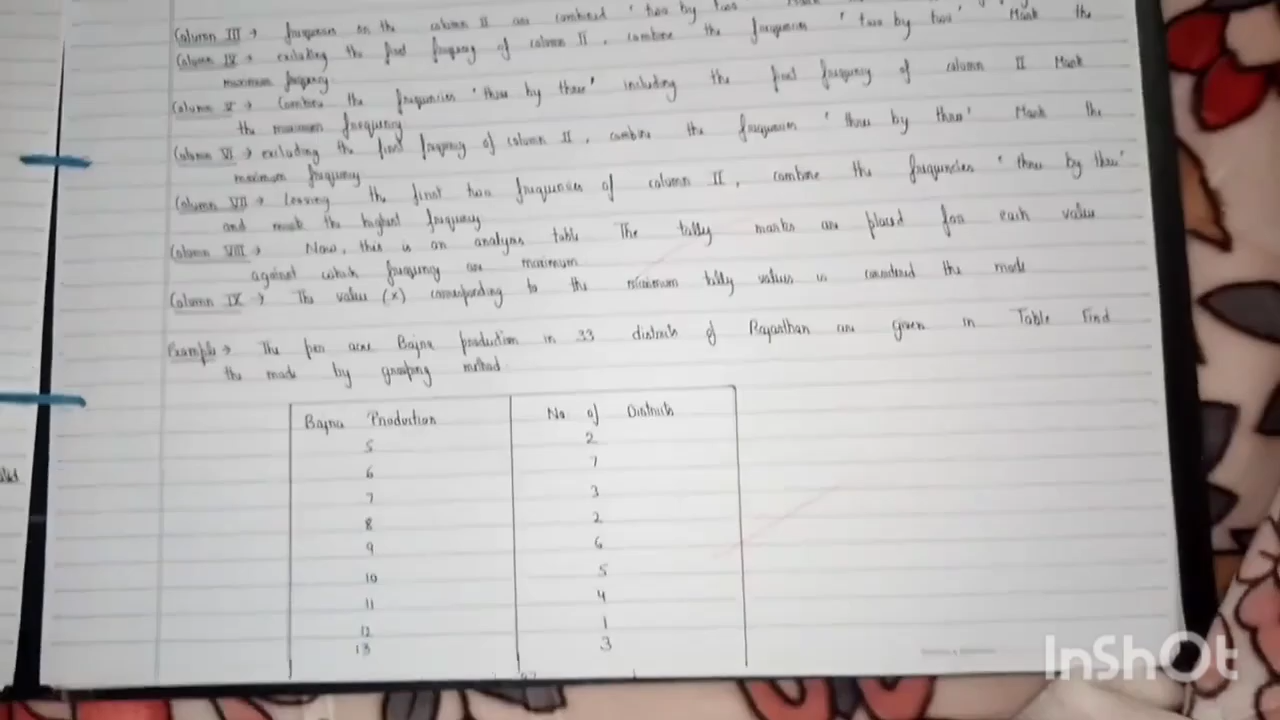 Column III → frequencies on the column II are combined 'two by two'
Column IV → excluding the first frequency of column II, combine the frequencies 'two by two' Mark the
maximum frequency
Column V → Combine the frequencies 'three by three' including the first frequency of column II Mark
the maximum frequency
Column VI → excluding the first frequency of column II, combine the frequencies 'three by three' Mark the
maximum frequency
Column VII → Leaving the first two frequencies of column II, combine the frequencies 'three by three'
and mark the highest frequency
Column VIII → Now, this is an analysis table The tally marks are placed for each value
against which frequency are maximum
Column IX → The value (x) corresponding to the minimum tally values is considered the mode
Example → The per acre Bajra production in 33 districts of Rajasthan are given in Table Find
the mode by grouping method
Bajra Production No of Districts
5 2
6 7
7 3
8 2
9 6
10 5
11 4
12 1
13 3
InShOt